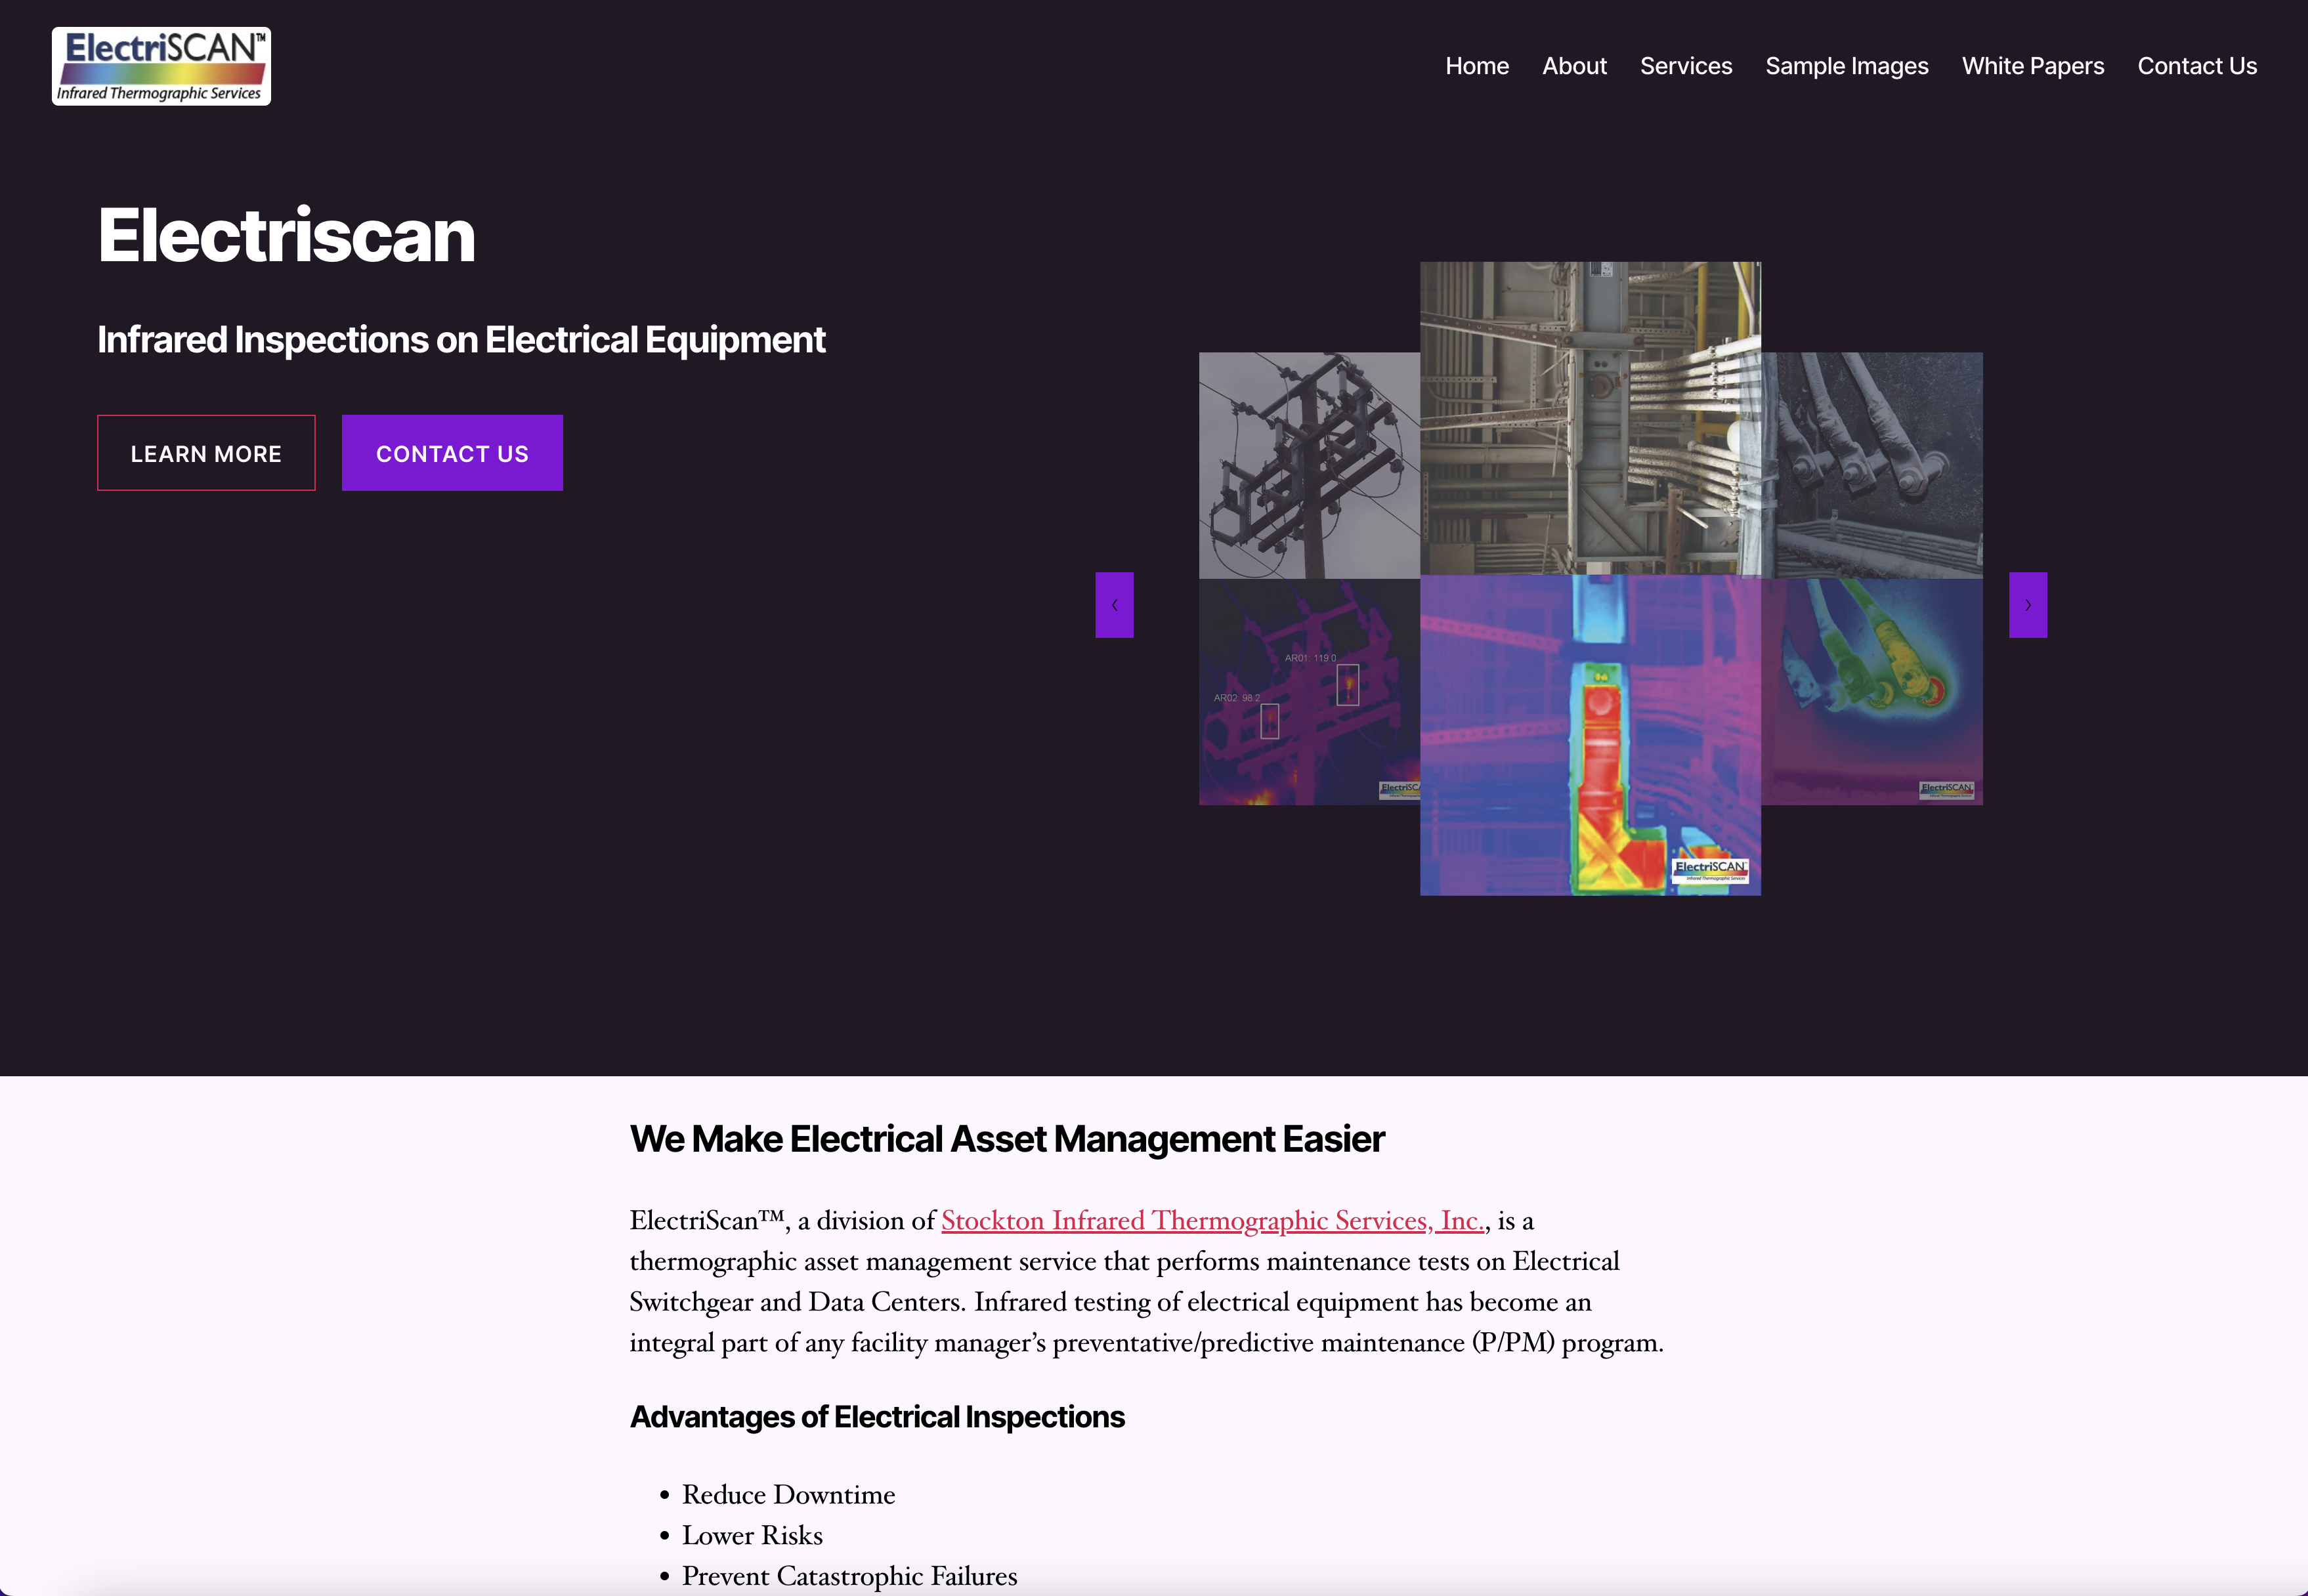 ElectriSCAN™
Infrared Thermographic Services
Home About Services Sample Images White Papers Contact Us
Electriscan
Infrared Inspections on Electrical Equipment
LEARN MORE CONTACT US
AR01: 119.0
AR02: 98.2
ElectriSCAN
ElectriSCAN
Infrared Thermographic Services
ElectriSCAN
We Make Electrical Asset Management Easier
ElectriScan™, a division of Stockton Infrared Thermographic Services, Inc., is a
thermographic asset management service that performs maintenance tests on Electrical
Switchgear and Data Centers. Infrared testing of electrical equipment has become an
integral part of any facility manager’s preventative/predictive maintenance (P/PM) program.
Advantages of Electrical Inspections
• Reduce Downtime
• Lower Risks
• Prevent Catastrophic Failures